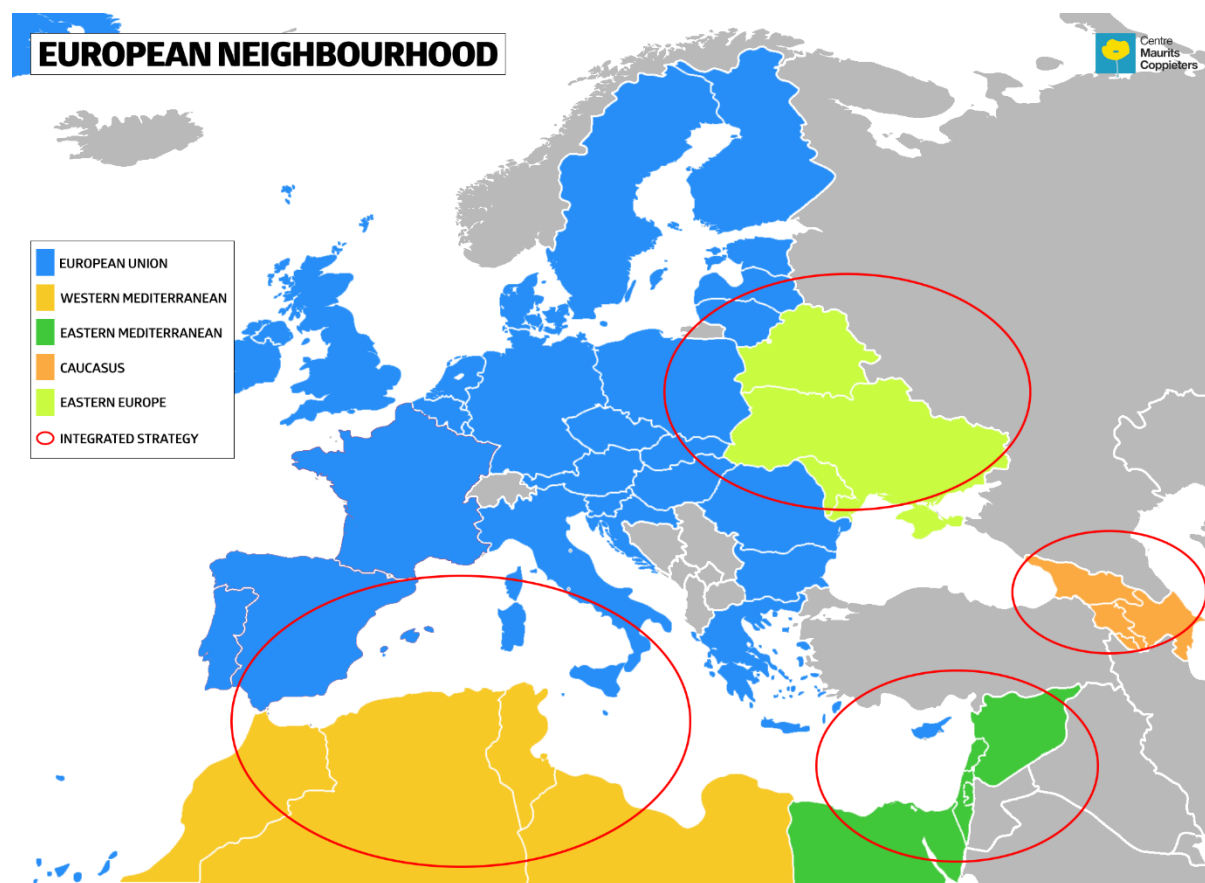 EUROPEAN NEIGHBOURHOOD
Centre
Maurits
Coppieters
EUROPEAN UNION
WESTERN MEDITERRANEAN
EASTERN MEDITERRANEAN
CAUCASUS
EASTERN EUROPE
INTEGRATED STRATEGY